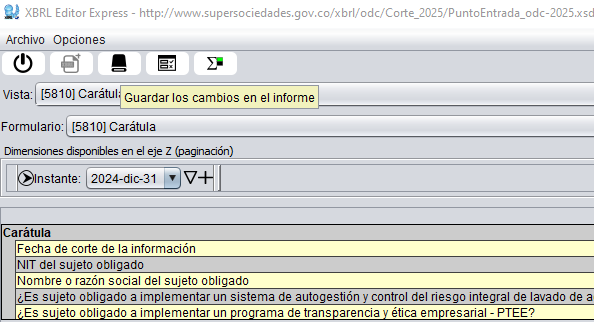 XBRL Editor Express - http://www.supersociedades.gov.co/xbrl/odc/Corte_2025/PuntoEntrada_odc-2025.xsd
Archivo Opciones
Vista: [5810] Carátula
Guardar los cambios en el informe
Formulario: [5810] Carátula
Dimensiones disponibles en el eje Z (paginación)
Instante: 2024-dic-31
Carátula
Fecha de corte de la información
NIT del sujeto obligado
Nombre o razón social del sujeto obligado
¿Es sujeto obligado a implementar un sistema de autogestión y control del riesgo integral de lavado de a
¿Es sujeto obligado a implementar un programa de transparencia y ética empresarial - PTEE?